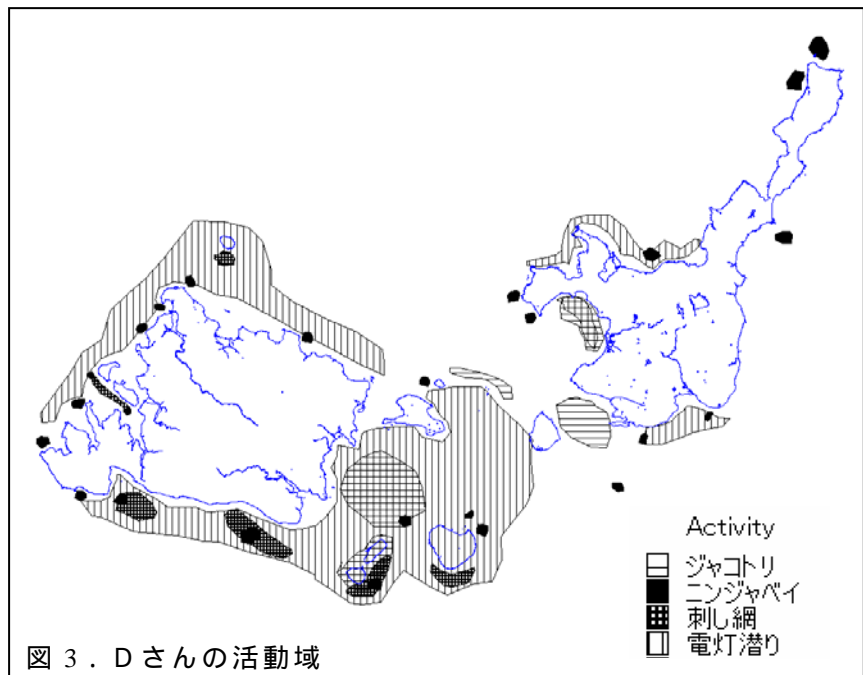 Activity
ジャコトリ
ニンジャベイ
刺し網
電灯潜り
図 3 . Dさんの活動域